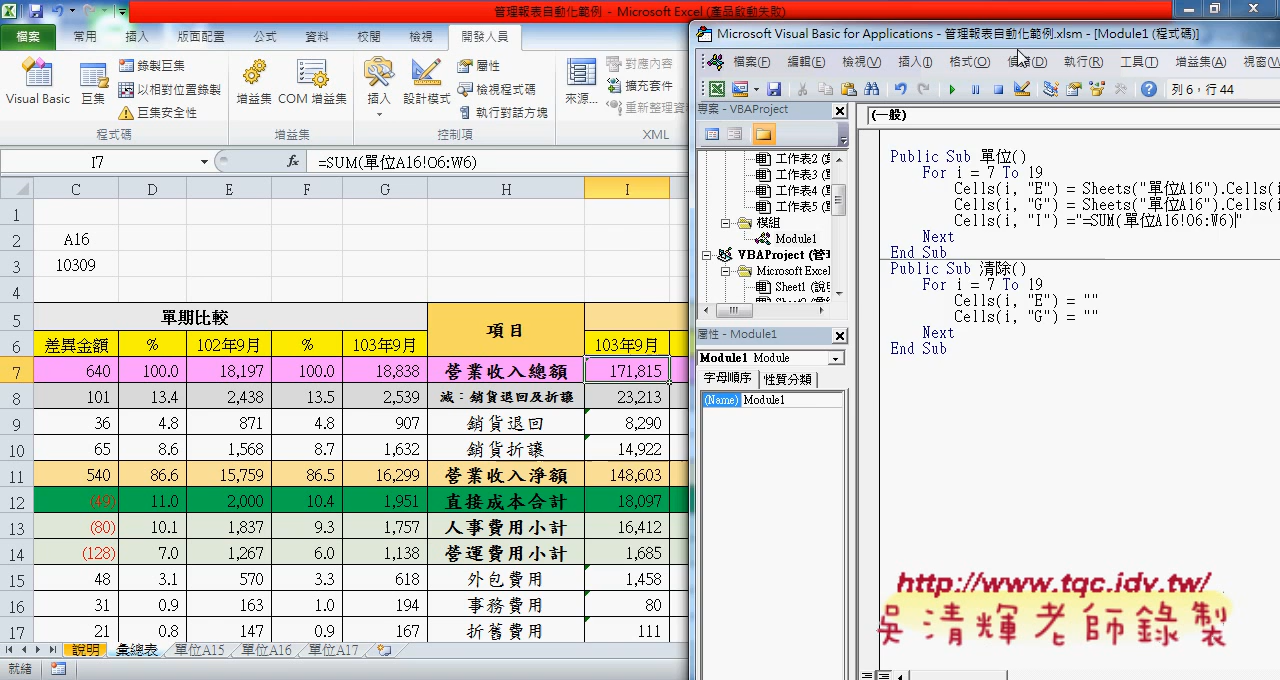 管理報表自動化範例 - Microsoft Excel (產品啟動失敗)
檔案 常用 插入 版面配置 公式 資料 校閱 檢視 開發人員
Visual Basic 巨集 錄製巨集 以相對位置錄製 巨集安全性 程式碼
增益集 COM 增益集 增益集
插入 設計模式 屬性 檢視程式碼 執行對話方塊 控制項
來源... 對應內容 擴充套件 重新整理資 XML
I7 fx =SUM(單位A16!O6:W6)
C D E F G H I
1
2 A16
3 10309
4
5 單期比較 項目
6 差異金額 % 102年9月 % 103年9月 103年9月
7 640 100.0 18,197 100.0 18,838 營業收入總額 171,815
8 101 13.4 2,438 13.5 2,539 減：銷貨退回及折讓 23,213
9 36 4.8 871 4.8 907 銷貨退回 8,290
10 65 8.6 1,568 8.7 1,632 銷貨折讓 14,922
11 540 86.6 15,759 86.5 16,299 營業收入淨額 148,603
12 (49) 11.0 2,000 10.4 1,951 直接成本合計 18,097
13 (80) 10.1 1,837 9.3 1,757 人事費用小計 16,412
14 (128) 7.0 1,267 6.0 1,138 營運費用小計 1,685
15 48 3.1 570 3.3 618 外包費用 1,458
16 31 0.9 163 1.0 194 事務費用 80
17 21 0.8 147 0.9 167 折舊費用 111
說明 彙總表 單位A15 單位A16 單位A17
就緒
Microsoft Visual Basic for Applications - 管理報表自動化範例.xlsm - [Module1 (程式碼)]
檔案(F) 編輯(E) 檢視(V) 插入(I) 格式(O) (D) 執行(R) 工具(T) 增益集(A) 視窗(W
列 6，行 44
專案 - VBAProject
工作表2 (
工作表3 (
工作表4 (
工作表5 (
模組
Module1
VBAProject (管
Microsoft Excel
Sheet1 (說
屬性 - Module1
Module1 Module
字母順序 性質分類
(Name) Module1
(一般)
Public Sub 單位()
For i = 7 To 19
Cells(i, "E") = Sheets("單位A16").Cells(i
Cells(i, "G") = Sheets("單位A16").Cells(i
Cells(i, "I") ="=SUM(單位A16!O6:W6)"
Next
End Sub
Public Sub 清除()
For i = 7 To 19
Cells(i, "E") = ""
Cells(i, "G") = ""
Next
End Sub
http://www.tqc.idv.tw/
吳清輝老師錄製